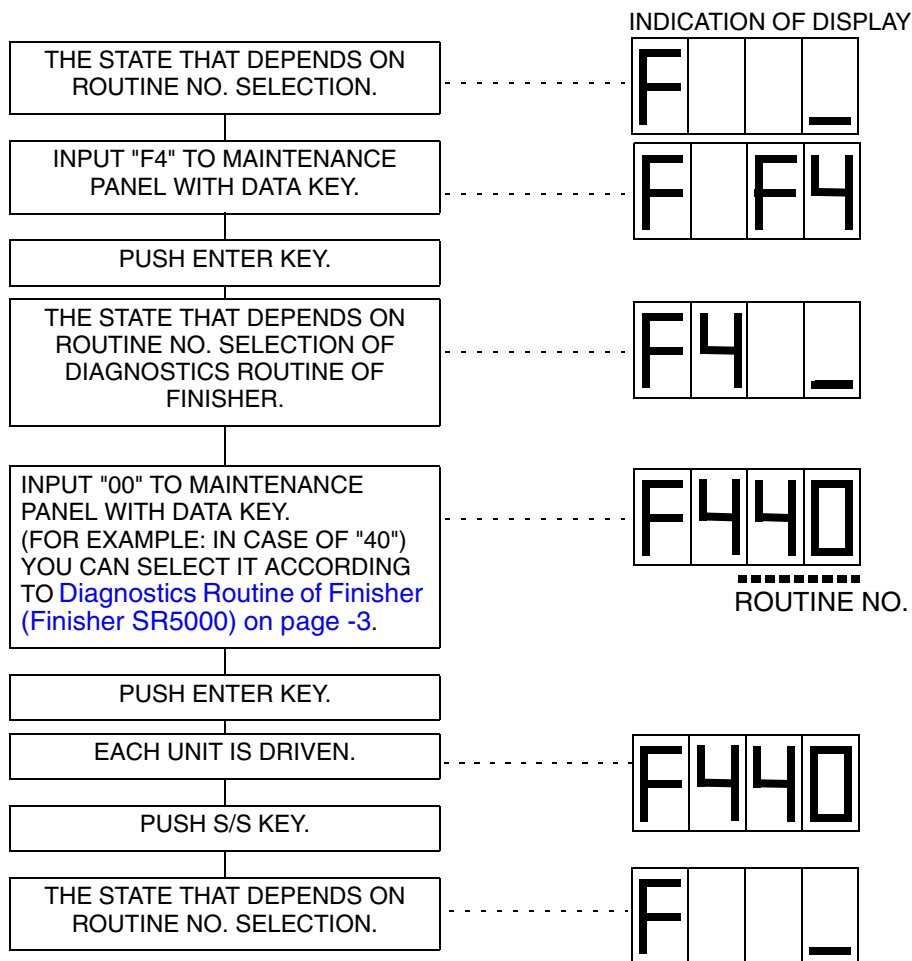 INDICATION OF DISPLAY
THE STATE THAT DEPENDS ON
ROUTINE NO. SELECTION.
F _
INPUT "F4" TO MAINTENANCE
PANEL WITH DATA KEY.
F F4
PUSH ENTER KEY.
THE STATE THAT DEPENDS ON
ROUTINE NO. SELECTION OF
DIAGNOSTICS ROUTINE OF
FINISHER.
F4 _
INPUT "00" TO MAINTENANCE
PANEL WITH DATA KEY.
(FOR EXAMPLE: IN CASE OF "40")
YOU CAN SELECT IT ACCORDING
TO Diagnostics Routine of Finisher
(Finisher SR5000) on page -3.
F440
ROUTINE NO.
PUSH ENTER KEY.
EACH UNIT IS DRIVEN.
F440
PUSH S/S KEY.
THE STATE THAT DEPENDS ON
ROUTINE NO. SELECTION.
F _